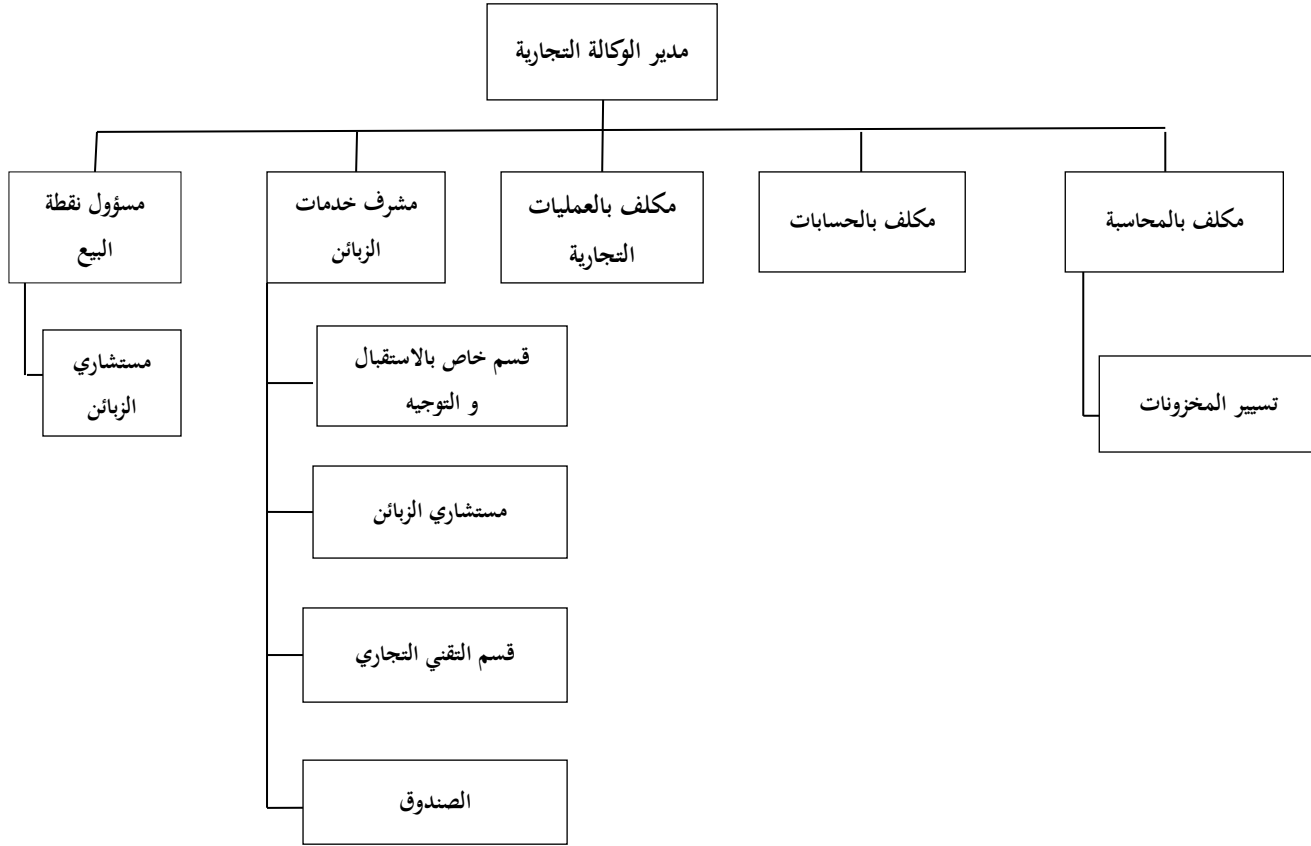 مدير الوكالة التجارية
مكلف بالمحاسبة
مكلف بالحسابات
مكلف بالعمليات
التجارية
مشرف خدمات
الزبائن
مسؤول نقطة
البيع
تسيير المخزونات
قسم خاص بالاستقبال
و التوجيه
مستشاري الزبائن
قسم التقني التجاري
الصندوق
مستشاري
الزبائن